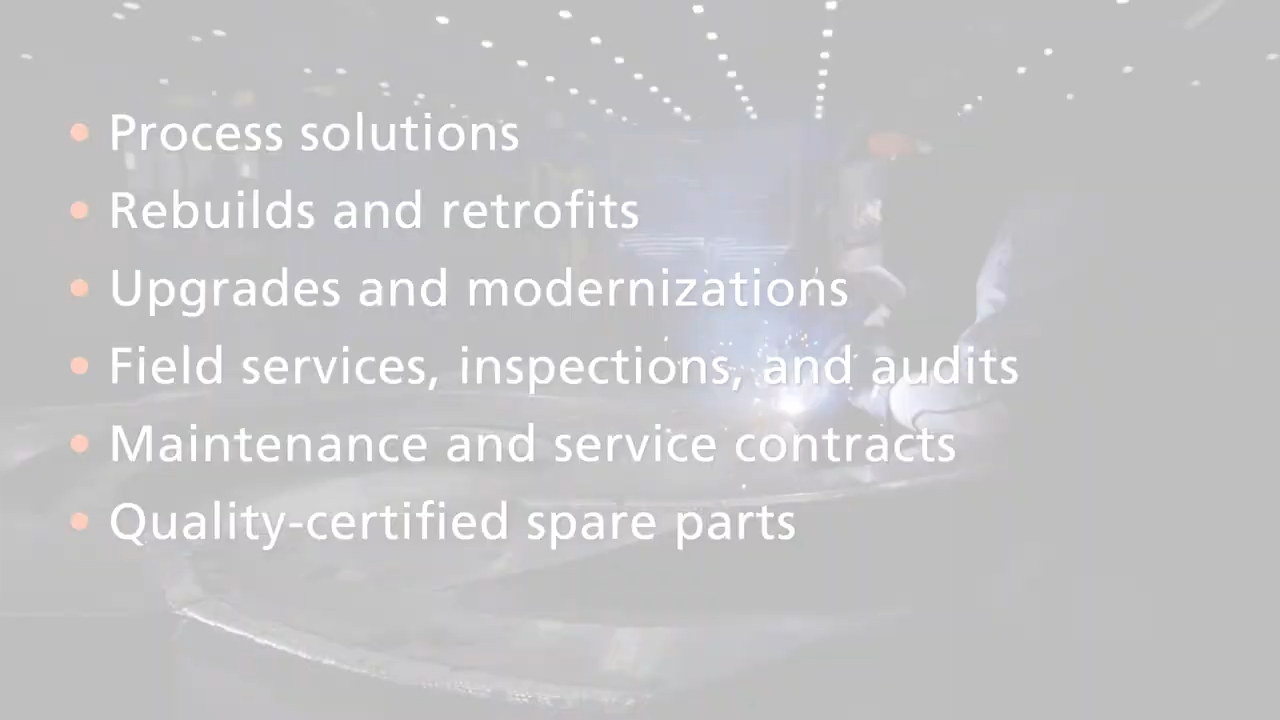 Process solutions
Rebuilds and retrofits
Upgrades and modernizations
Field services, inspections, and audits
Maintenance and service contracts
Quality-certified spare parts